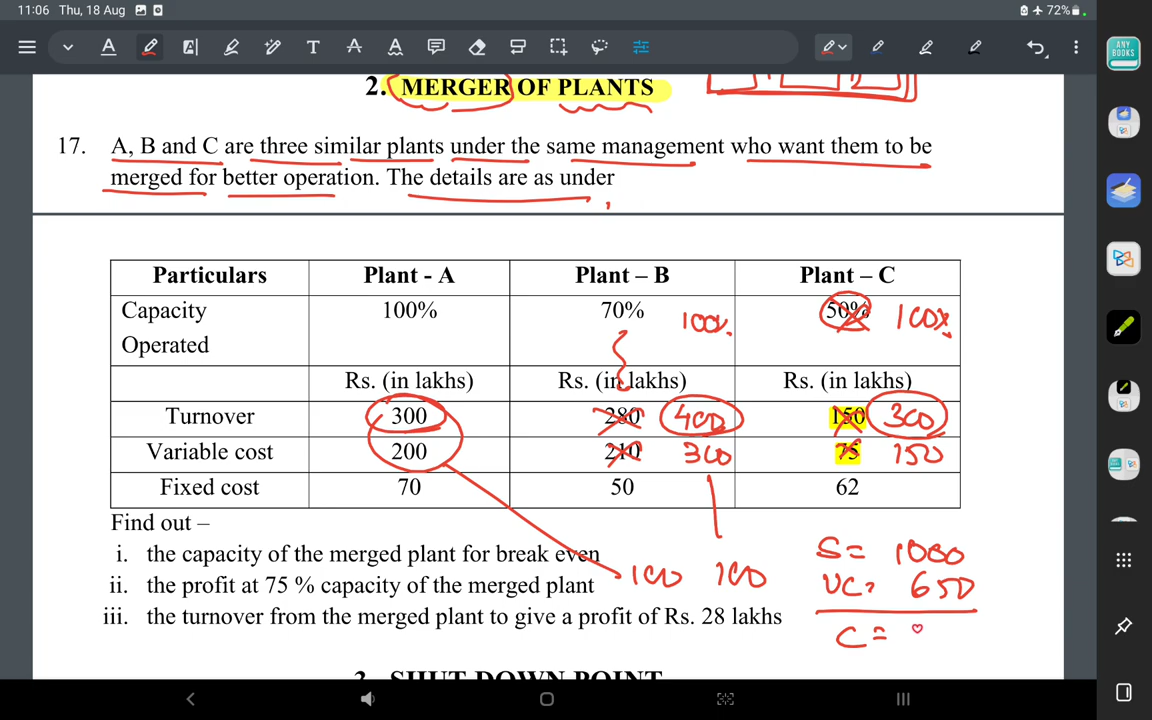 11:06 Thu, 18 Aug 72%
ANY BOOKS
2. MERGER OF PLANTS
17. A, B and C are three similar plants under the same management who want them to be
merged for better operation. The details are as under
Particulars Plant - A Plant – B Plant – C
Capacity 100% 70% 100% 50% 100%
Operated
Rs. (in lakhs) Rs. (in lakhs) Rs. (in lakhs)
Turnover 300 280 400 150 300
Variable cost 200 210 300 75 150
Fixed cost 70 50 62
Find out –
i. the capacity of the merged plant for break even
ii. the profit at 75 % capacity of the merged plant
iii. the turnover from the merged plant to give a profit of Rs. 28 lakhs
100 100
S = 1000
VC = 650
C =